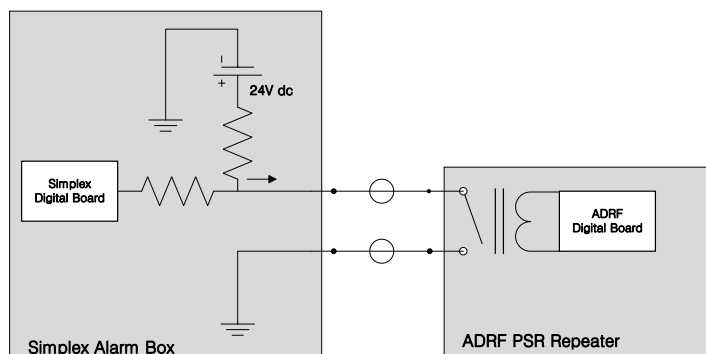 -
+
24V dc
Simplex
Digital Board
ADRF
Digital Board
Simplex Alarm Box
ADRF PSR Repeater